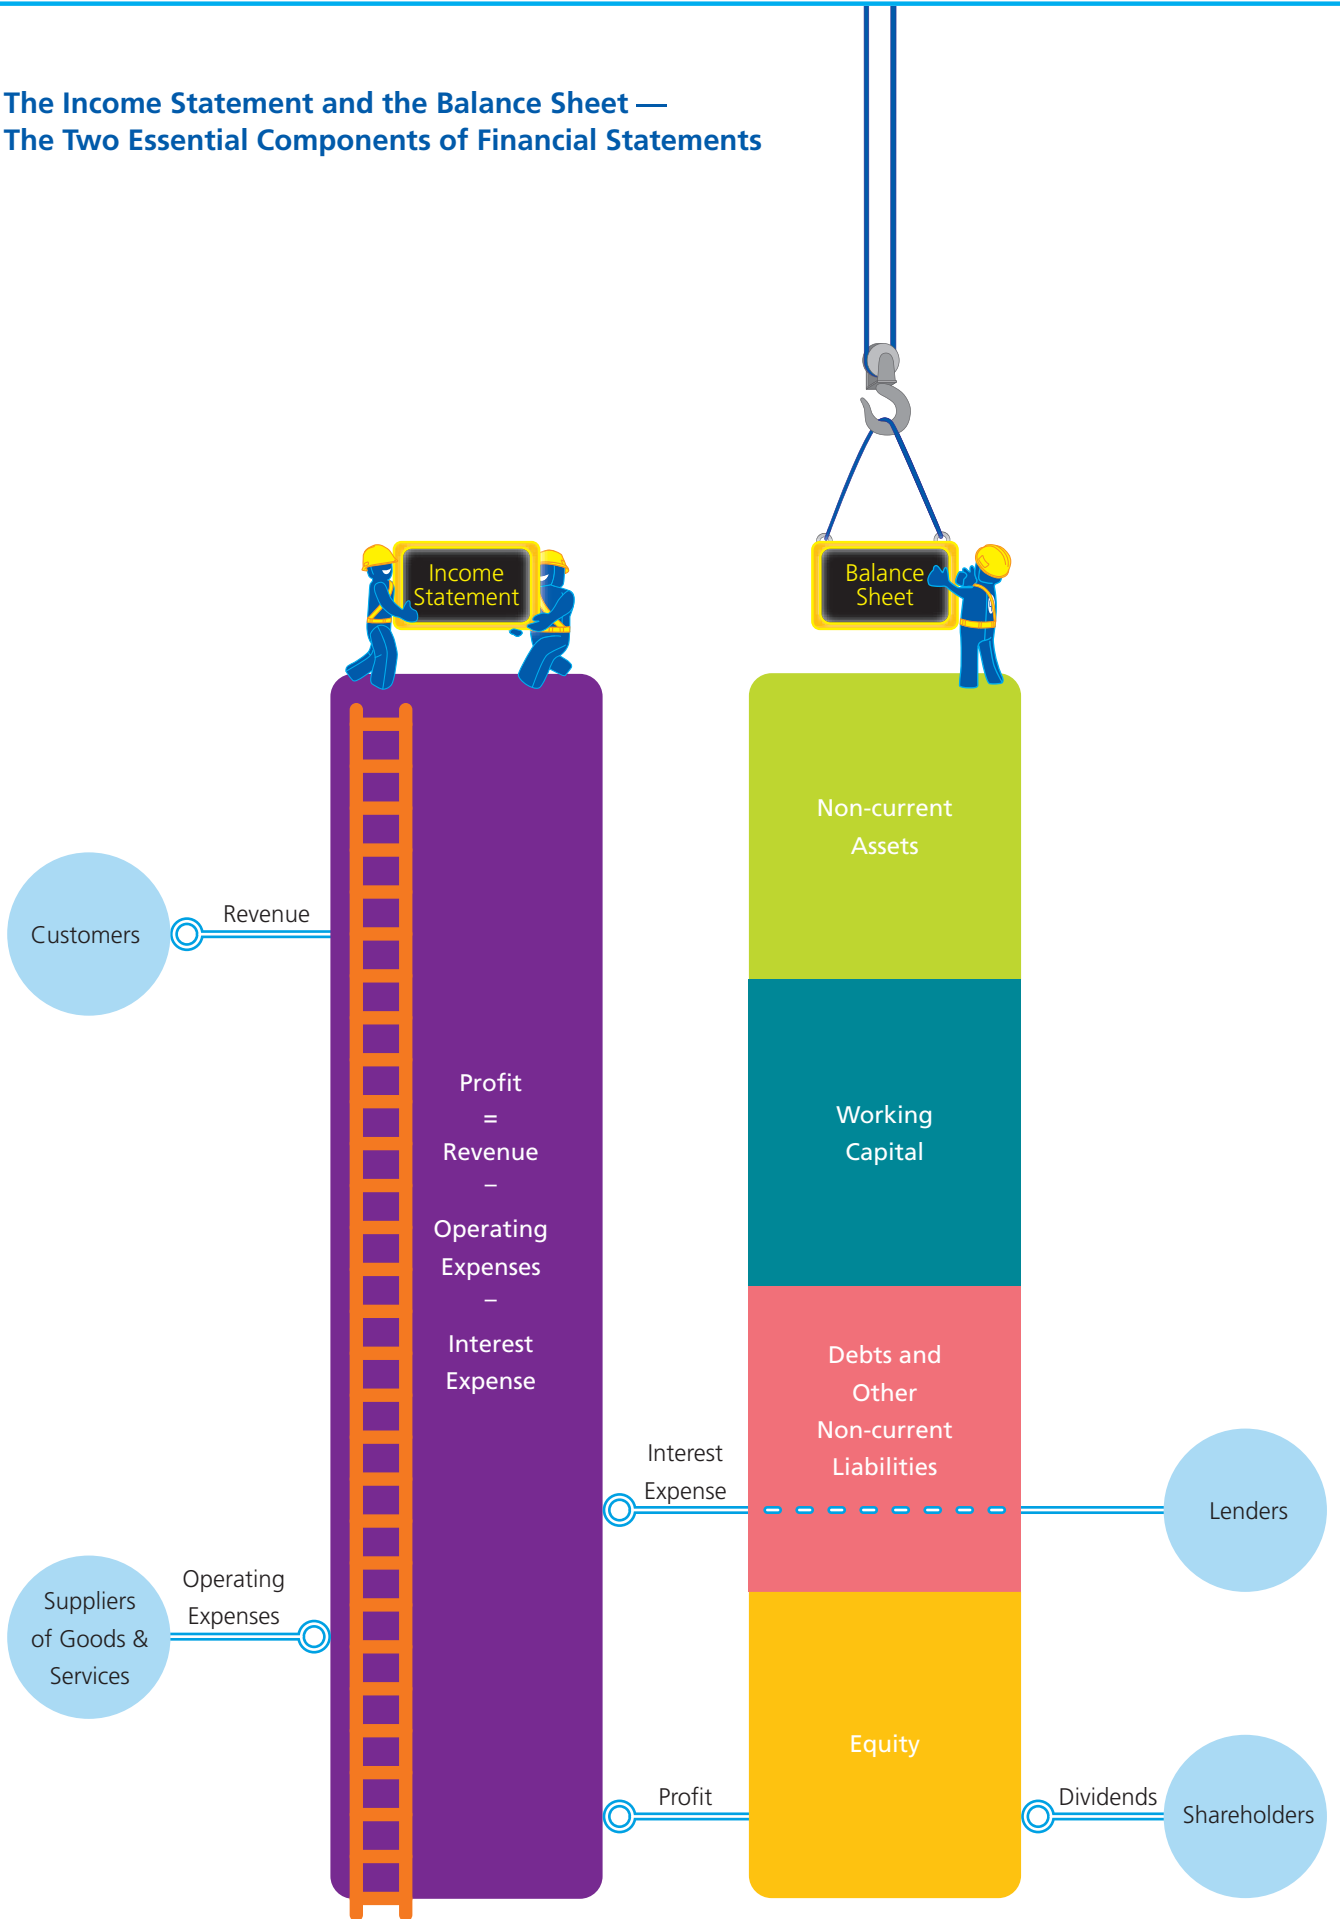 The Income Statement and the Balance Sheet —
The Two Essential Components of Financial Statements
Income
Statement
Balance
Sheet
Customers
Revenue
Profit
=
Revenue
–
Operating
Expenses
–
Interest
Expense
Suppliers
of Goods &
Services
Operating
Expenses
Non-current
Assets
Working
Capital
Debts and
Other
Non-current
Liabilities
Interest
Expense
Lenders
Equity
Profit
Dividends
Shareholders